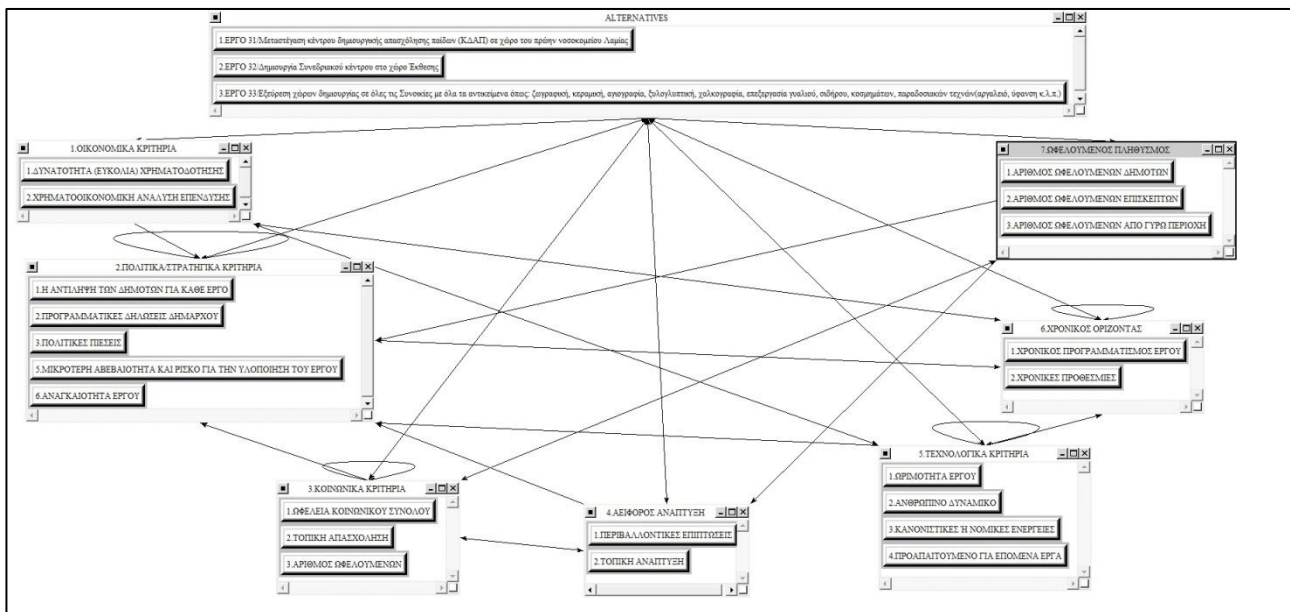 ALTERNATIVES
1.ΕΡΓΟ 31/Μεταστέγαση κέντρου δημιουργικής απασχόλησης παίδων (ΚΔΑΠ) σε χώρο του πρώην νοσοκομείου Λαμίας
2.ΕΡΓΟ 32/Δημιουργία Συνεδριακού κέντρου στο χώρο Έκθεσης
3.ΕΡΓΟ 33/Εξεύρεση χώρων δημιουργίας σε όλες τις Συνοικίες με όλα τα αντικείμενα όπως: ζωγραφική, κεραμική, αγιογραφία, ξυλογλυπτική, χαλκογραφία, επεξεργασία γυαλιού, σιδήρου, κοσμημάτων, παραδοσιακών τεχνών(αργαλειό, ύφανση κ.λ.π.)
1.ΟΙΚΟΝΟΜΙΚΑ ΚΡΙΤΗΡΙΑ
1.ΔΥΝΑΤΟΤΗΤΑ (ΕΥΚΟΛΙΑ) ΧΡΗΜΑΤΟΔΟΤΗΣΗΣ
2.ΧΡΗΜΑΤΟΟΙΚΟΝΟΜΙΚΗ ΑΝΑΛΥΣΗ ΕΠΕΝΔΥΣΗΣ
7.ΩΦΕΛΟΥΜΕΝΟΣ ΠΛΗΘΥΣΜΟΣ
1.ΑΡΙΘΜΟΣ ΩΦΕΛΟΥΜΕΝΩΝ ΔΗΜΟΤΩΝ
2.ΑΡΙΘΜΟΣ ΩΦΕΛΟΥΜΕΝΩΝ ΕΠΙΣΚΕΠΤΩΝ
3.ΑΡΙΘΜΟΣ ΩΦΕΛΟΥΜΕΝΩΝ ΑΠΟ ΓΥΡΩ ΠΕΡΙΟΧΗ
2.ΠΟΛΙΤΙΚΑ/ΣΤΡΑΤΗΓΙΚΑ ΚΡΙΤΗΡΙΑ
1.Η ΑΝΤΙΛΗΨΗ ΤΩΝ ΔΗΜΟΤΩΝ ΓΙΑ ΚΑΘΕ ΕΡΓΟ
2.ΠΡΟΓΡΑΜΜΑΤΙΚΕΣ ΔΗΛΩΣΕΙΣ ΔΗΜΑΡΧΟΥ
3.ΠΟΛΙΤΙΚΕΣ ΠΙΕΣΕΙΣ
5.ΜΙΚΡΟΤΕΡΗ ΑΒΕΒΑΙΟΤΗΤΑ ΚΑΙ ΡΙΣΚΟ ΓΙΑ ΤΗΝ ΥΛΟΠΟΙΗΣΗ ΤΟΥ ΕΡΓΟΥ
6.ΑΝΑΓΚΑΙΟΤΗΤΑ ΕΡΓΟΥ
6.ΧΡΟΝΙΚΟΣ ΟΡΙΖΟΝΤΑΣ
1.ΧΡΟΝΙΚΟΣ ΠΡΟΓΡΑΜΜΑΤΙΣΜΟΣ ΕΡΓΟΥ
2.ΧΡΟΝΙΚΕΣ ΠΡΟΘΕΣΜΙΕΣ
3.ΚΟΙΝΩΝΙΚΑ ΚΡΙΤΗΡΙΑ
1.ΩΦΕΛΕΙΑ ΚΟΙΝΩΝΙΚΟΥ ΣΥΝΟΛΟΥ
2.ΤΟΠΙΚΗ ΑΠΑΣΧΟΛΗΣΗ
3.ΑΡΙΘΜΟΣ ΩΦΕΛΟΥΜΕΝΩΝ
4.ΑΕΙΦΟΡΟΣ ΑΝΑΠΤΥΞΗ
1.ΠΕΡΙΒΑΛΛΟΝΤΙΚΕΣ ΕΠΙΠΤΩΣΕΙΣ
2.ΤΟΠΙΚΗ ΑΝΑΠΤΥΞΗ
5.ΤΕΧΝΟΛΟΓΙΚΑ ΚΡΙΤΗΡΙΑ
1.ΩΡΙΜΟΤΗΤΑ ΕΡΓΟΥ
2.ΑΝΘΡΩΠΙΝΟ ΔΥΝΑΜΙΚΟ
3.ΚΑΝΟΝΙΣΤΙΚΕΣ Ή ΝΟΜΙΚΕΣ ΕΝΕΡΓΕΙΕΣ
4.ΠΡΟΑΠΑΙΤΟΥΜΕΝΟ ΓΙΑ ΕΠΟΜΕΝΑ ΕΡΓΑ